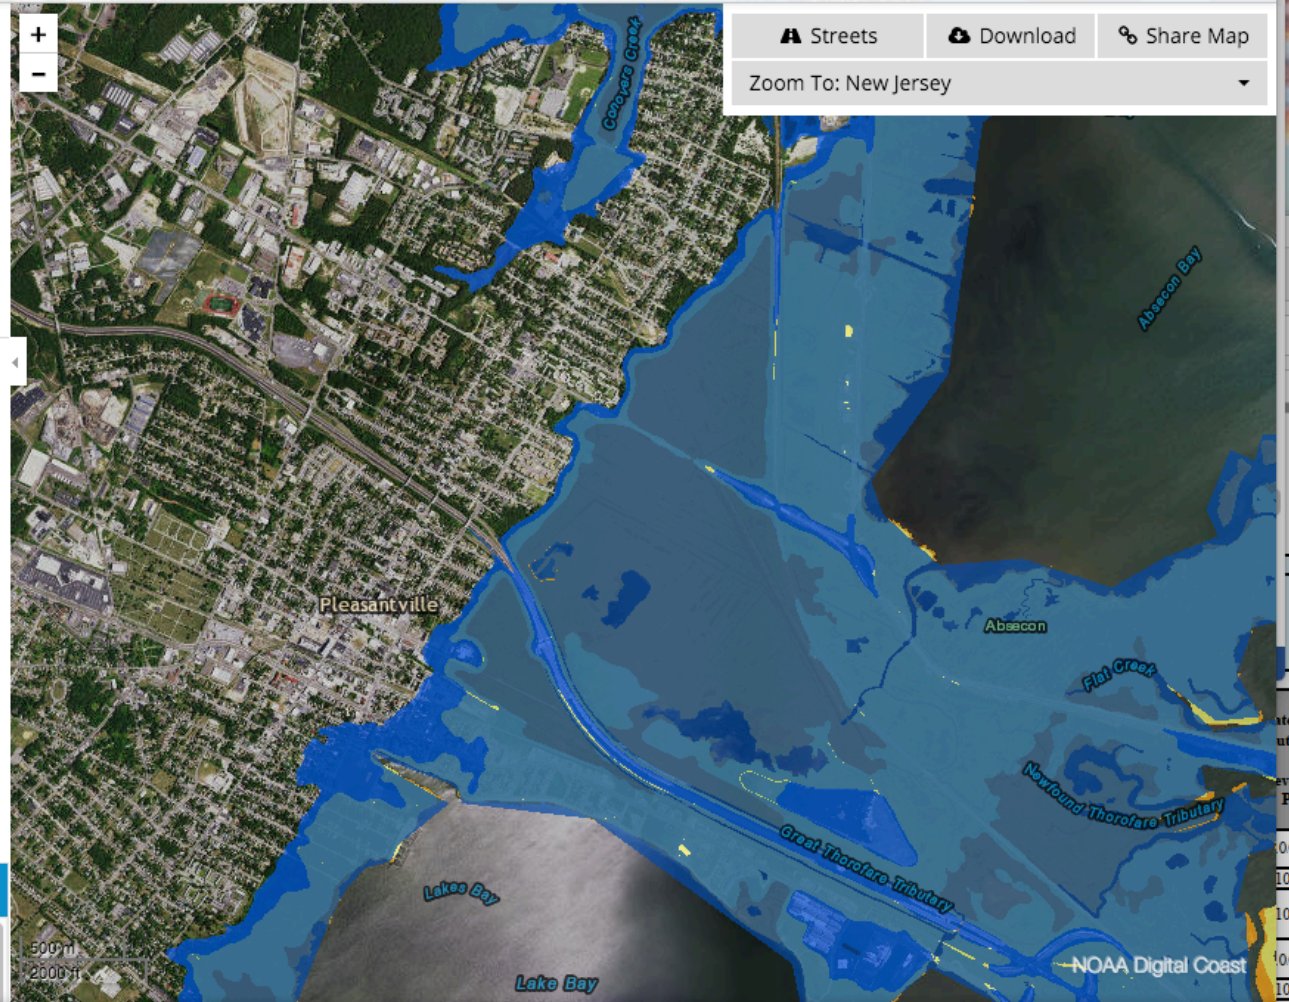 +
Streets
Download
Share Map
−
Zoom To: New Jersey
Conovers Creek
Absecon Bay
Pleasantville
Absecon
Flat Creek
Newfound Thorofare Tributary
Great Thorofare Tributary
Lakes Bay
500 m
2000 ft
NOAA Digital Coast
Lake Bay